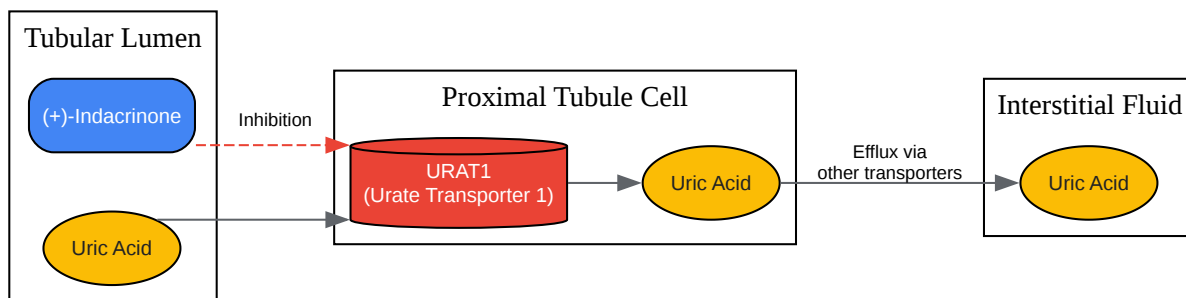 Tubular Lumen
(+)-Indacrinone
Uric Acid
Inhibition
Proximal Tubule Cell
URAT1
(Urate Transporter 1)
Uric Acid
Efflux via
other transporters
Interstitial Fluid
Uric Acid